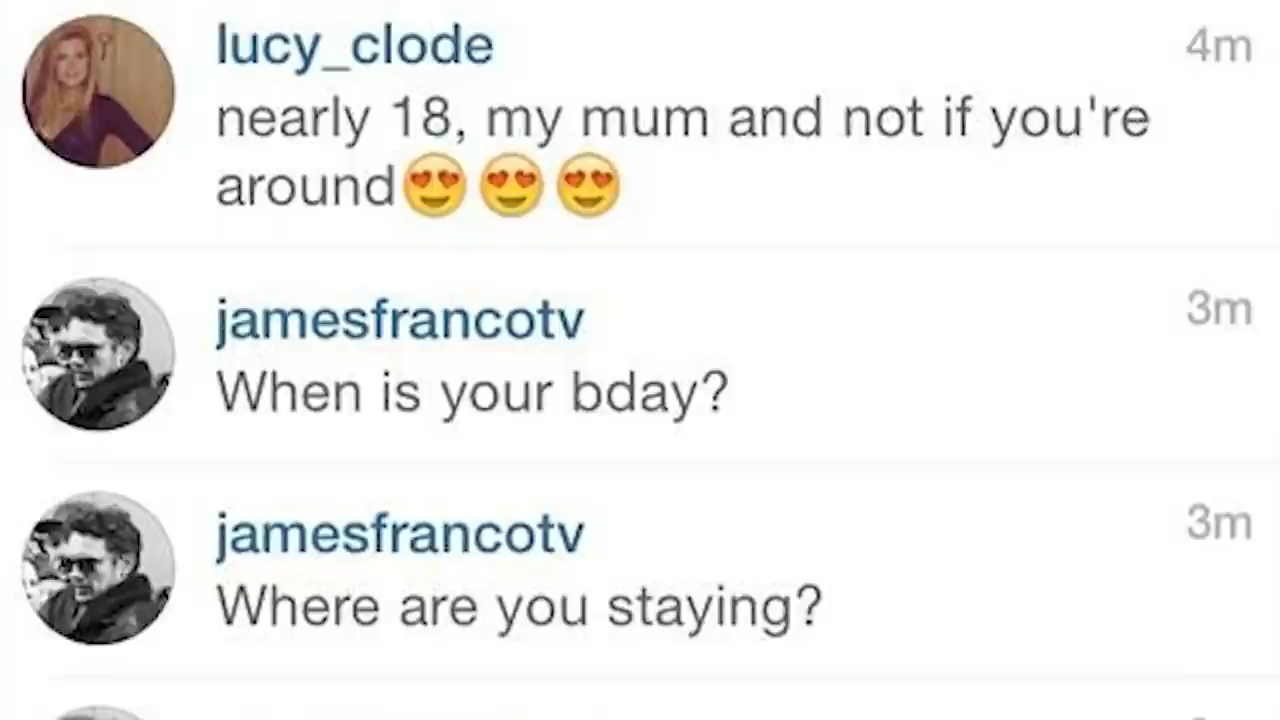 lucy_clode 4m
nearly 18, my mum and not if you're
around😍😍😍
jamesfrancotv 3m
When is your bday?
jamesfrancotv 3m
Where are you staying?